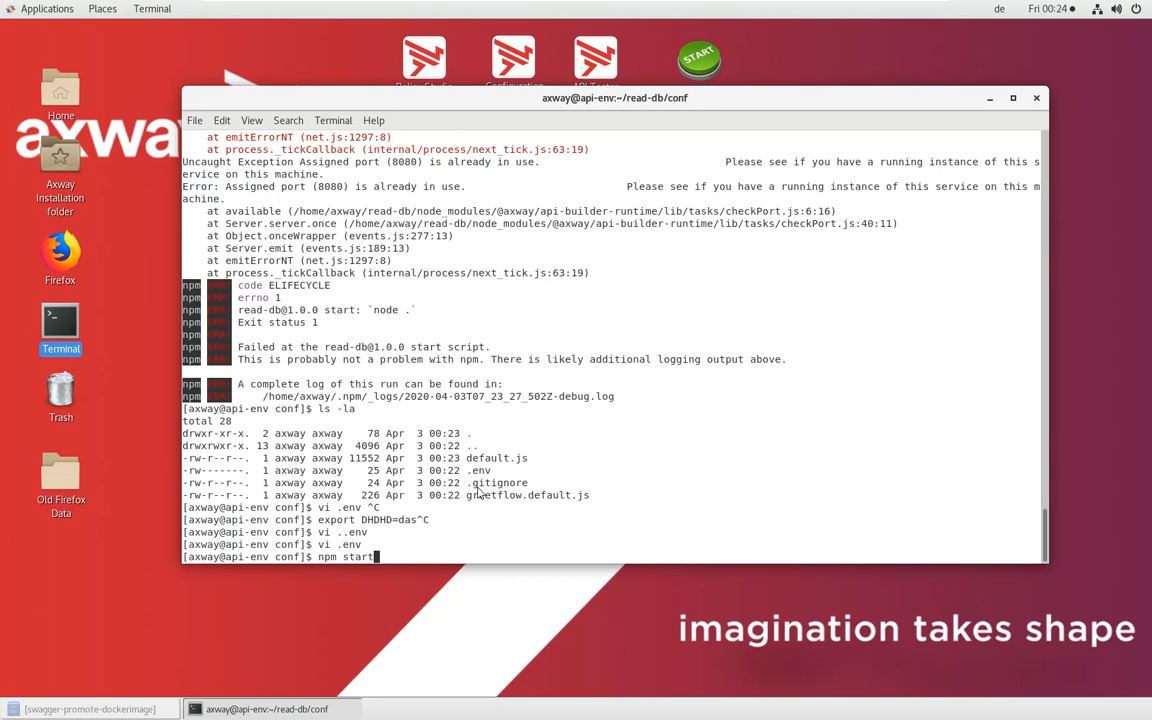 Applications Places Terminal de Fri 00:24
START
axway
Home
Axway
Installation
folder
Firefox
Terminal
Trash
Old Firefox
Data
axway@api-env:~/read-db/conf
File Edit View Search Terminal Help
at emitErrorNT (net.js:1297:8)
at process._tickCallback (internal/process/next_tick.js:63:19)
Uncaught Exception Assigned port (8080) is already in use. Please see if you have a running instance of this s
ervice on this machine.
Error: Assigned port (8080) is already in use. Please see if you have a running instance of this service on this m
achine.
at available (/home/axway/read-db/node_modules/@axway/api-builder-runtime/lib/tasks/checkPort.js:6:16)
at Server.server.once (/home/axway/read-db/node_modules/@axway/api-builder-runtime/lib/tasks/checkPort.js:40:11)
at Object.onceWrapper (events.js:277:13)
at Server.emit (events.js:189:13)
at emitErrorNT (net.js:1297:8)
at process._tickCallback (internal/process/next_tick.js:63:19)
npm ERR! code ELIFECYCLE
npm ERR! errno 1
npm ERR! read-db@1.0.0 start: `node .`
npm ERR! Exit status 1
npm ERR!
npm ERR! Failed at the read-db@1.0.0 start script.
npm ERR! This is probably not a problem with npm. There is likely additional logging output above.
npm ERR! A complete log of this run can be found in:
npm ERR! /home/axway/.npm/_logs/2020-04-03T07_23_27_502Z-debug.log
[axway@api-env conf]$ ls -la
total 28
drwxr-xr-x. 2 axway axway 78 Apr 3 00:23 .
drwxrwxr-x. 13 axway axway 4096 Apr 3 00:22 ..
-rw-r--r--. 1 axway axway 11552 Apr 3 00:23 default.js
-rw-------. 1 axway axway 25 Apr 3 00:22 .env
-rw-r--r--. 1 axway axway 24 Apr 3 00:22 .gitignore
-rw-r--r--. 1 axway axway 226 Apr 3 00:22 greetflow.default.js
[axway@api-env conf]$ vi .env ^C
[axway@api-env conf]$ export DHDHD=das^C
[axway@api-env conf]$ vi ..env
[axway@api-env conf]$ vi .env
[axway@api-env conf]$ npm start
imagination takes shape
[swagger-promote-dockerimage] axway@api-env:~/read-db/conf